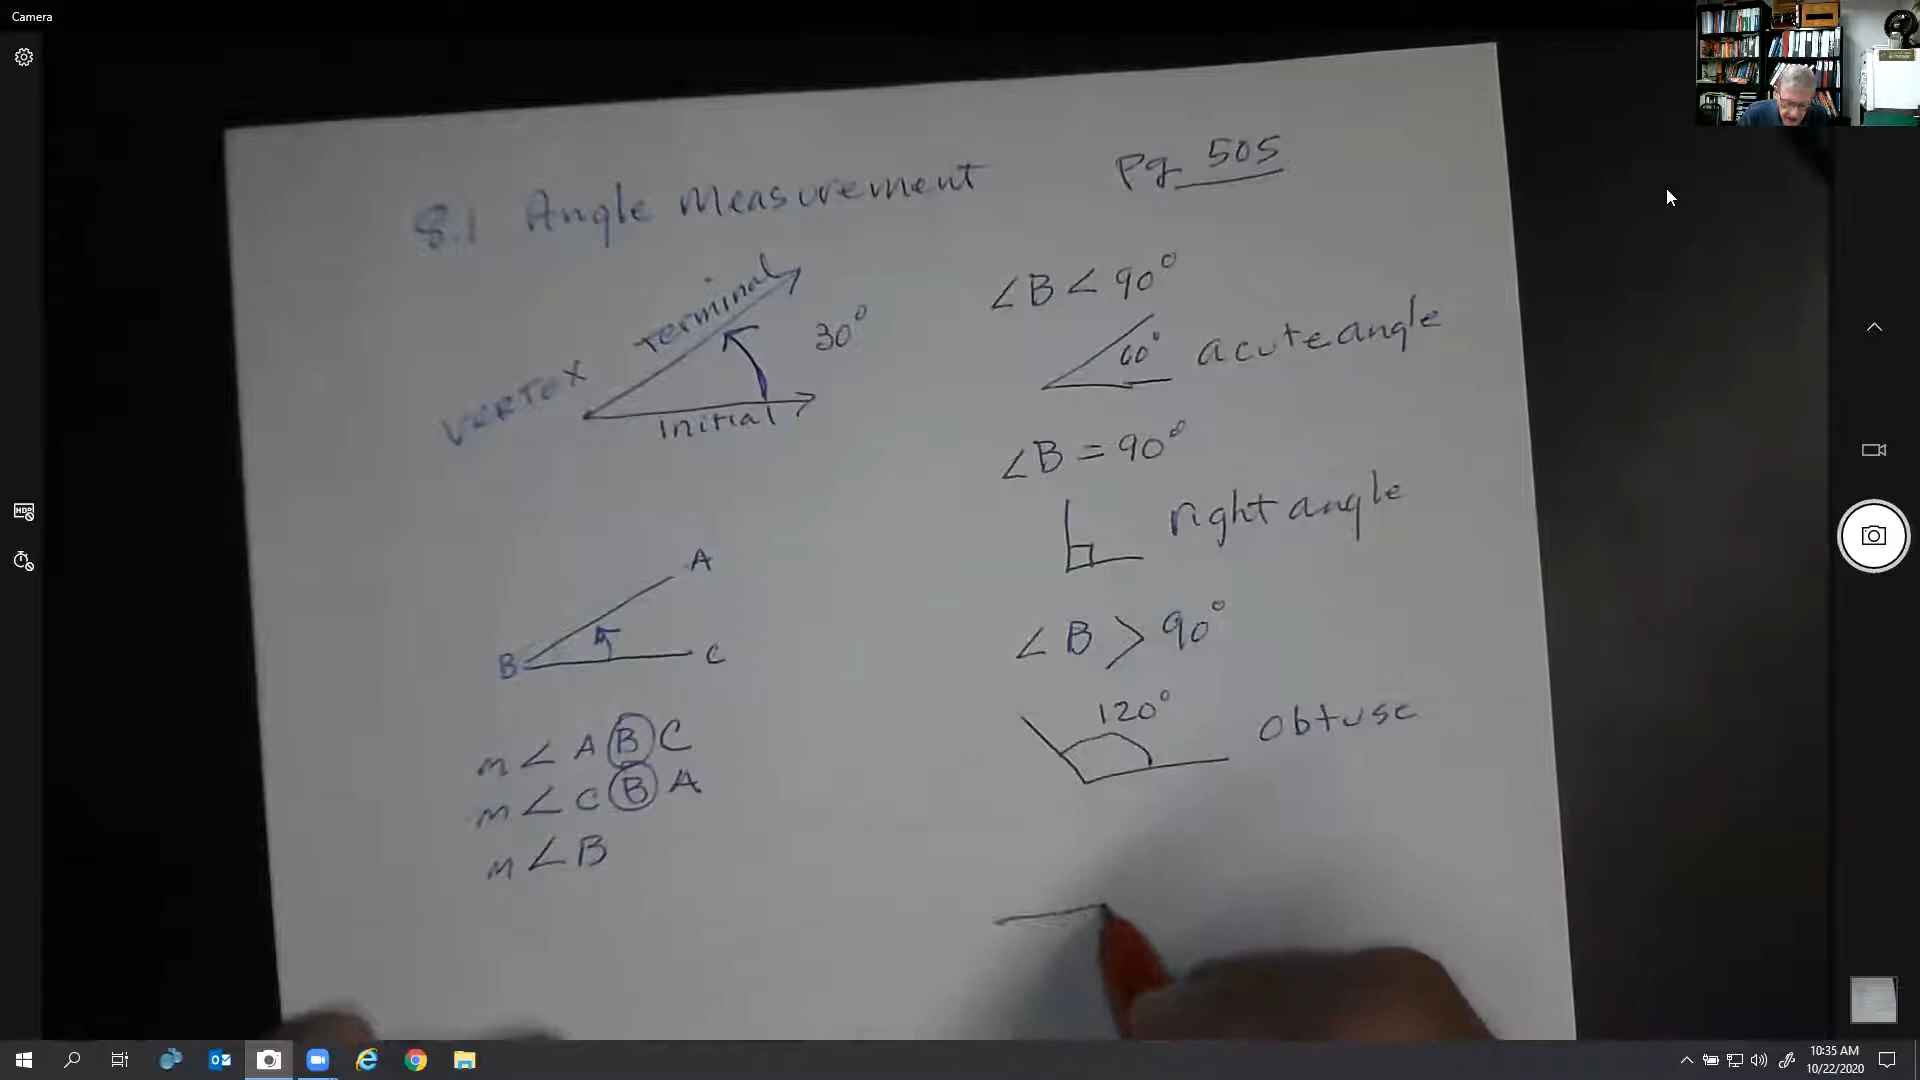 Camera
8.1 Angle Measurement
Pg 505
Terminal
30°
VERTEX
Initial
A
B
C
m∠ABC
m∠CBA
m∠B
∠B < 90°
60°
acute angle
∠B = 90°
right angle
∠B > 90°
120°
obtuse
HDR
10:35 AM
10/22/2020